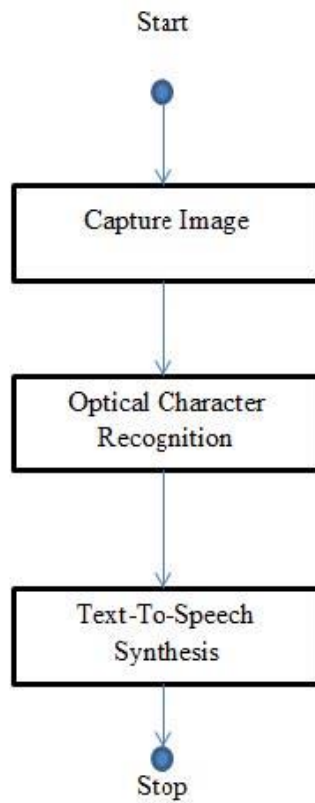 Start
Capture Image
Optical Character
Recognition
Text-To-Speech
Synthesis
Stop